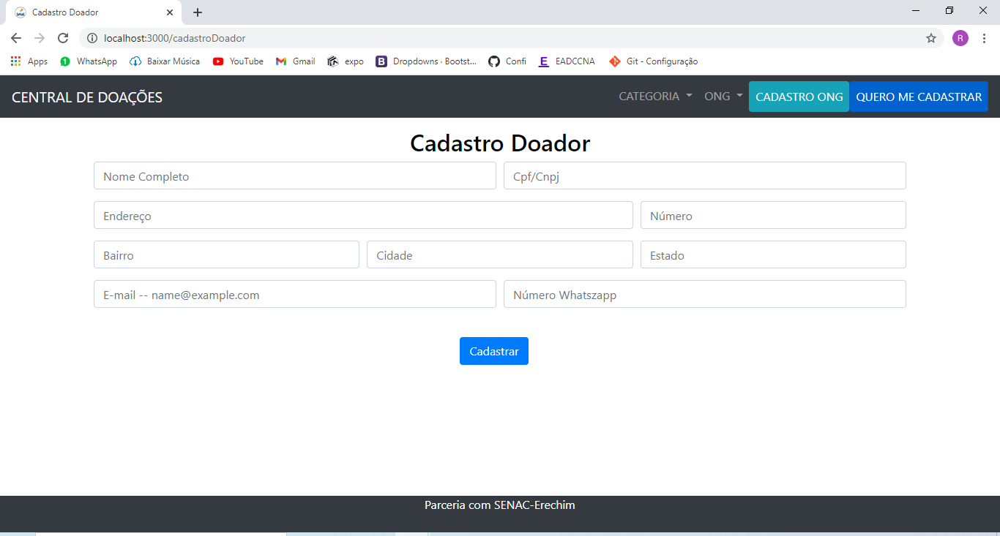 Cadastro Doador
localhost:3000/cadastroDoador
R
Apps 1 WhatsApp Baixar Música YouTube Gmail expo B Dropdowns · Bootst... Confi E EADCCNA Git - Configuração
CENTRAL DE DOAÇÕES CATEGORIA ONG CADASTRO ONG QUERO ME CADASTRAR
Cadastro Doador
Nome Completo Cpf/Cnpj
Endereço Número
Bairro Cidade Estado
E-mail -- name@example.com Número Whatszapp
Cadastrar
Parceria com SENAC-Erechim